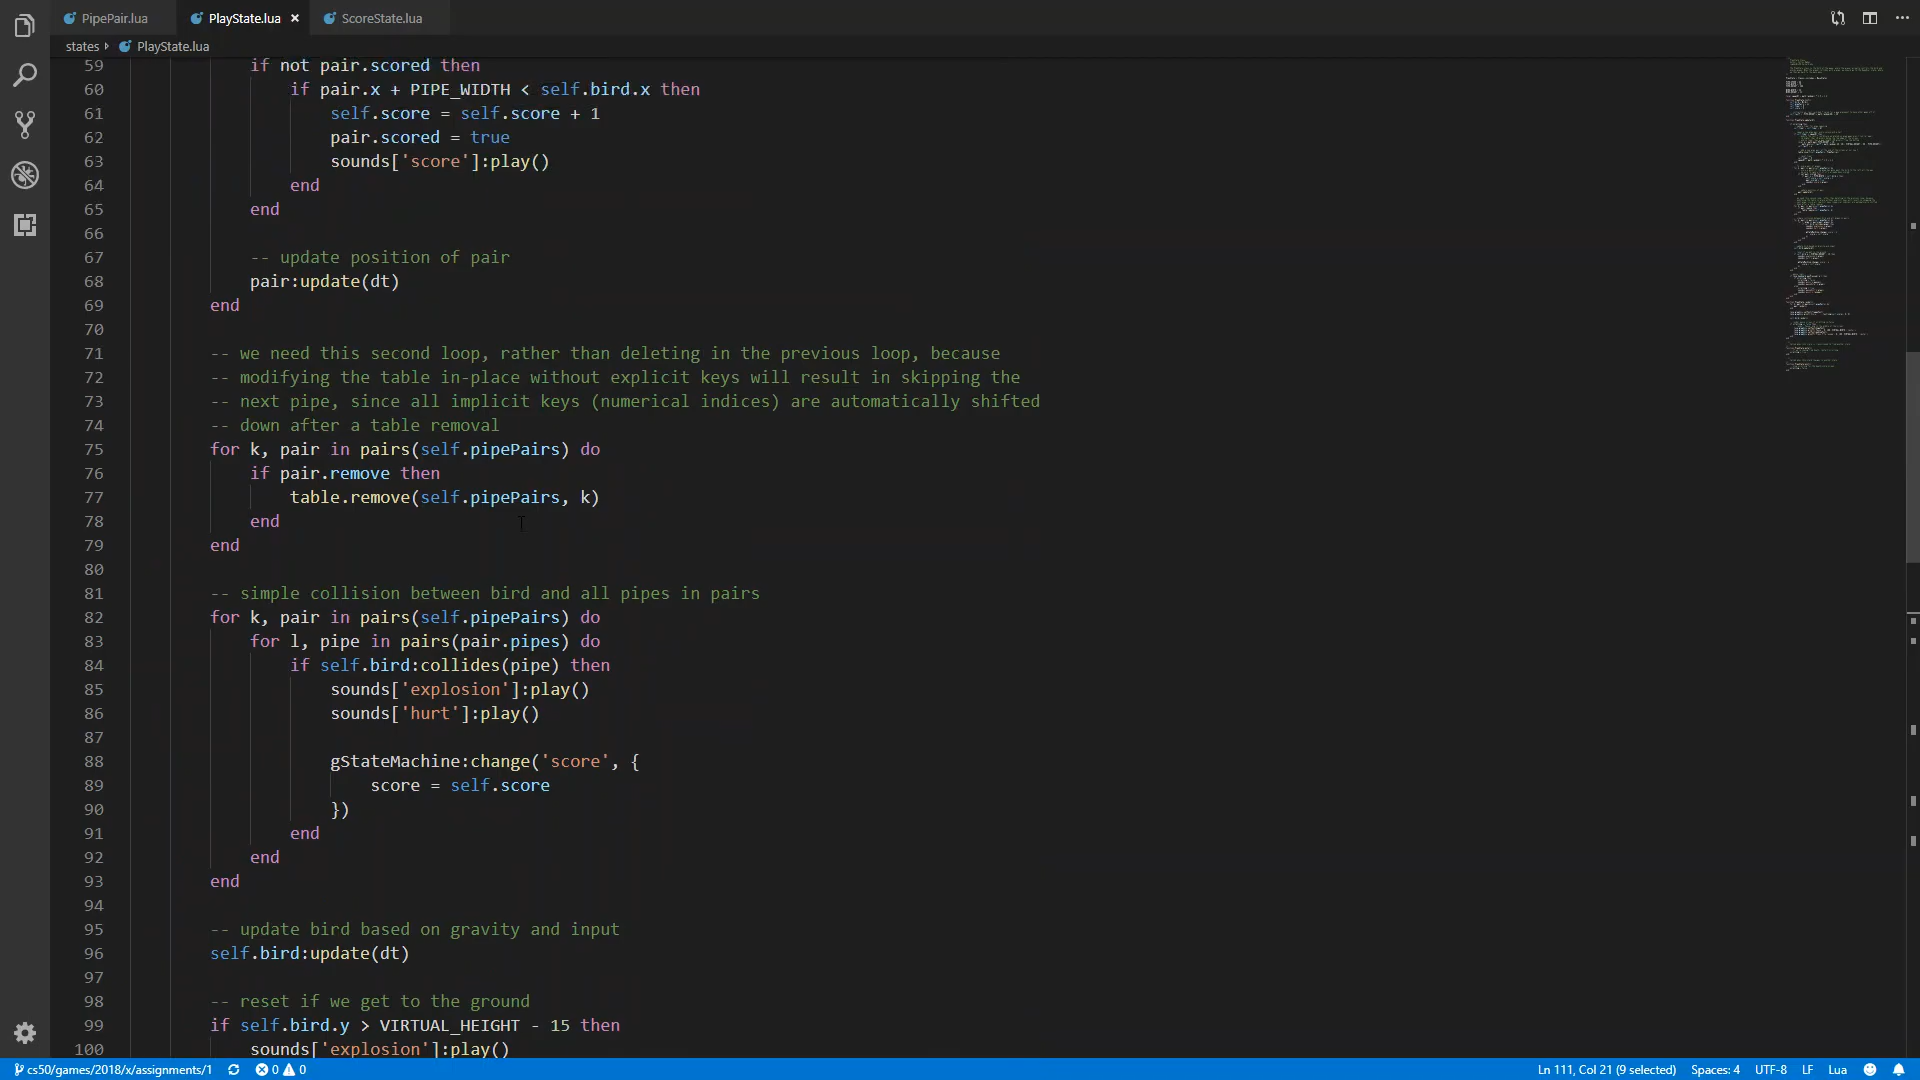 PipePair.lua
PlayState.lua ×
ScoreState.lua
states
PlayState.lua
59 if not pair.scored then
60 if pair.x + PIPE_WIDTH < self.bird.x then
61 self.score = self.score + 1
62 pair.scored = true
63 sounds['score']:play()
64 end
65 end
66
67 -- update position of pair
68 pair:update(dt)
69 end
70
71 -- we need this second loop, rather than deleting in the previous loop, because
72 -- modifying the table in-place without explicit keys will result in skipping the
73 -- next pipe, since all implicit keys (numerical indices) are automatically shifted
74 -- down after a table removal
75 for k, pair in pairs(self.pipePairs) do
76 if pair.remove then
77 table.remove(self.pipePairs, k)
78 end
79 end
80
81 -- simple collision between bird and all pipes in pairs
82 for k, pair in pairs(self.pipePairs) do
83 for l, pipe in pairs(pair.pipes) do
84 if self.bird:collides(pipe) then
85 sounds['explosion']:play()
86 sounds['hurt']:play()
87
88 gStateMachine:change('score', {
89 score = self.score
90 })
91 end
92 end
93 end
94
95 -- update bird based on gravity and input
96 self.bird:update(dt)
97
98 -- reset if we get to the ground
99 if self.bird.y > VIRTUAL_HEIGHT - 15 then
100 sounds['explosion']:play()
cs50/games/2018/x/assignments/1 0 0 Ln 111, Col 21 (9 selected) Spaces: 4 UTF-8 LF Lua